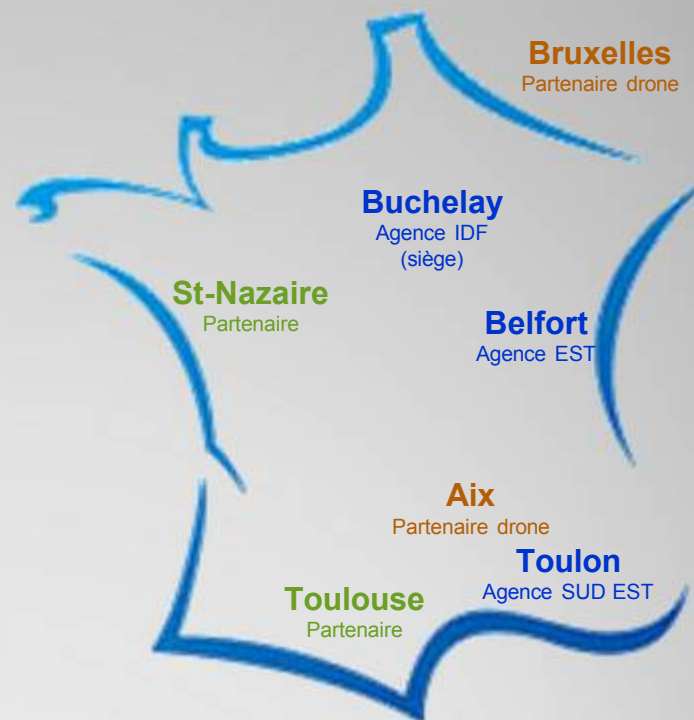 Bruxelles
Partenaire drone
Buchelay
Agence IDF
(siège)
St-Nazaire
Partenaire
Belfort
Agence EST
Aix
Partenaire drone
Toulon
Agence SUD EST
Toulouse
Partenaire